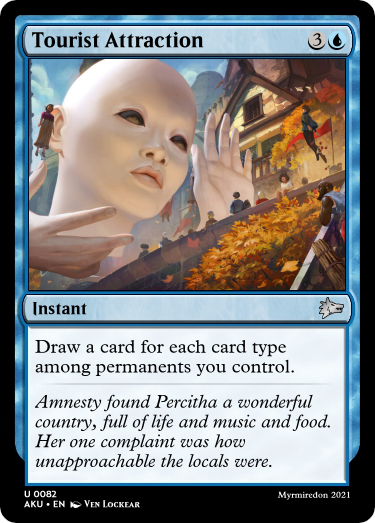 Tourist Attraction 3
Instant
Draw a card for each card type
among permanents you control.
Amnesty found Percitha a wonderful
country, full of life and music and food.
Her one complaint was how
unapproachable the locals were.
U 0082
AKU • EN Ven Lockear
Myrmiredon 2021